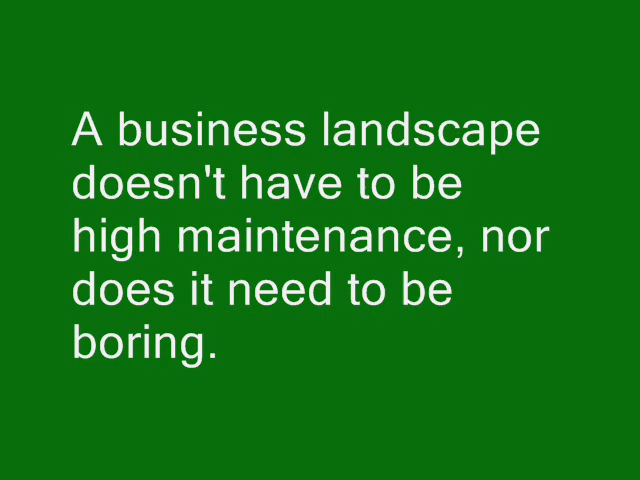 A business landscape
doesn't have to be
high maintenance, nor
does it need to be
boring.